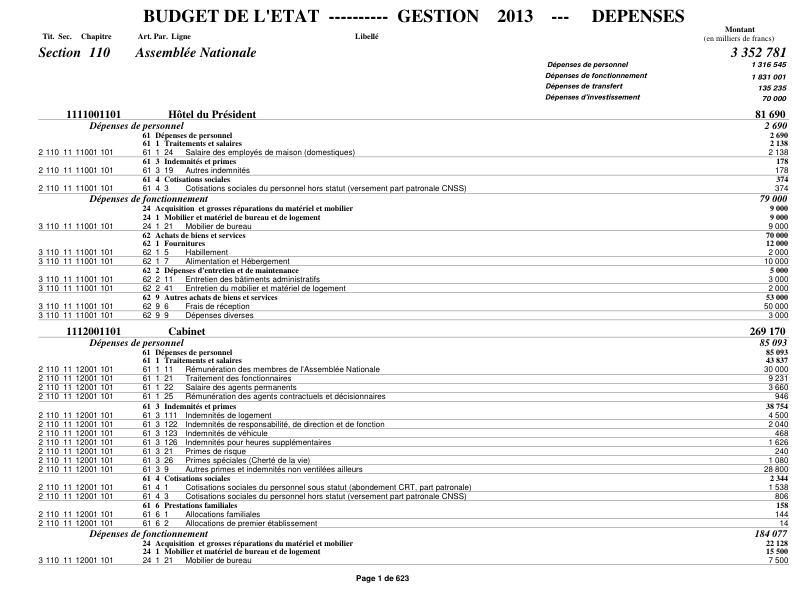 BUDGET DE L'ETAT ---------- GESTION 2013 --- DEPENSES
Montant
Tit. Sec. Chapitre Art. Par. Ligne Libellé (en milliers de francs)
Section 110 Assemblée Nationale 3 352 781
Dépenses de personnel 1 316 545
Dépenses de fonctionnement 1 831 001
Dépenses de transfert 135 235
Dépenses d'investissement 70 000
1111001101 Hôtel du Président 81 690
Dépenses de personnel 2 690
61 Dépenses de personnel 2 690
61 1 Traitements et salaires 2 138
2 110 11 11001 101 61 1 24 Salaire des employés de maison (domestiques) 2 138
61 3 Indemnités et primes 178
2 110 11 11001 101 61 3 19 Autres indemnités 178
61 4 Cotisations sociales 374
2 110 11 11001 101 61 4 3 Cotisations sociales du personnel hors statut (versement part patronale CNSS) 374
Dépenses de fonctionnement 79 000
24 Acquisition et grosses réparations du matériel et mobilier 9 000
24 1 Mobilier et matériel de bureau et de logement 9 000
3 110 11 11001 101 24 1 21 Mobilier de bureau 9 000
62 Achats de biens et services 70 000
62 1 Fournitures 12 000
3 110 11 11001 101 62 1 5 Habillement 2 000
3 110 11 11001 101 62 1 7 Alimentation et Hébergement 10 000
62 2 Dépenses d'entretien et de maintenance 5 000
3 110 11 11001 101 62 2 11 Entretien des bâtiments administratifs 3 000
3 110 11 11001 101 62 2 41 Entretien du mobilier et matériel de logement 2 000
62 9 Autres achats de biens et services 53 000
3 110 11 11001 101 62 9 6 Frais de réception 50 000
3 110 11 11001 101 62 9 9 Dépenses diverses 3 000
1112001101 Cabinet 269 170
Dépenses de personnel 85 093
61 Dépenses de personnel 85 093
61 1 Traitements et salaires 43 837
2 110 11 12001 101 61 1 11 Rémunération des membres de l'Assemblée Nationale 30 000
2 110 11 12001 101 61 1 21 Traitement des fonctionnaires 9 231
2 110 11 12001 101 61 1 22 Salaire des agents permanents 3 660
2 110 11 12001 101 61 1 25 Rémunération des agents contractuels et décisionnaires 946
61 3 Indemnités et primes 38 754
2 110 11 12001 101 61 3 111 Indemnités de logement 4 500
2 110 11 12001 101 61 3 122 Indemnités de responsabilité, de direction et de fonction 2 040
2 110 11 12001 101 61 3 123 Indemnités de véhicule 468
2 110 11 12001 101 61 3 126 Indemnités pour heures supplémentaires 1 626
2 110 11 12001 101 61 3 21 Primes de risque 240
2 110 11 12001 101 61 3 26 Primes spéciales (Cherté de la vie) 1 080
2 110 11 12001 101 61 3 9 Autres primes et indemnités non ventilées ailleurs 28 800
61 4 Cotisations sociales 2 344
2 110 11 12001 101 61 4 1 Cotisations sociales du personnel sous statut (abondement CRT, part patronale) 1 538
2 110 11 12001 101 61 4 3 Cotisations sociales du personnel hors statut (versement part patronale CNSS) 806
61 6 Prestations familiales 158
2 110 11 12001 101 61 6 1 Allocations familiales 144
2 110 11 12001 101 61 6 2 Allocations de premier établissement 14
Dépenses de fonctionnement 184 077
24 Acquisition et grosses réparations du matériel et mobilier 22 128
24 1 Mobilier et matériel de bureau et de logement 15 500
3 110 11 12001 101 24 1 21 Mobilier de bureau 7 500
Page 1 de 623